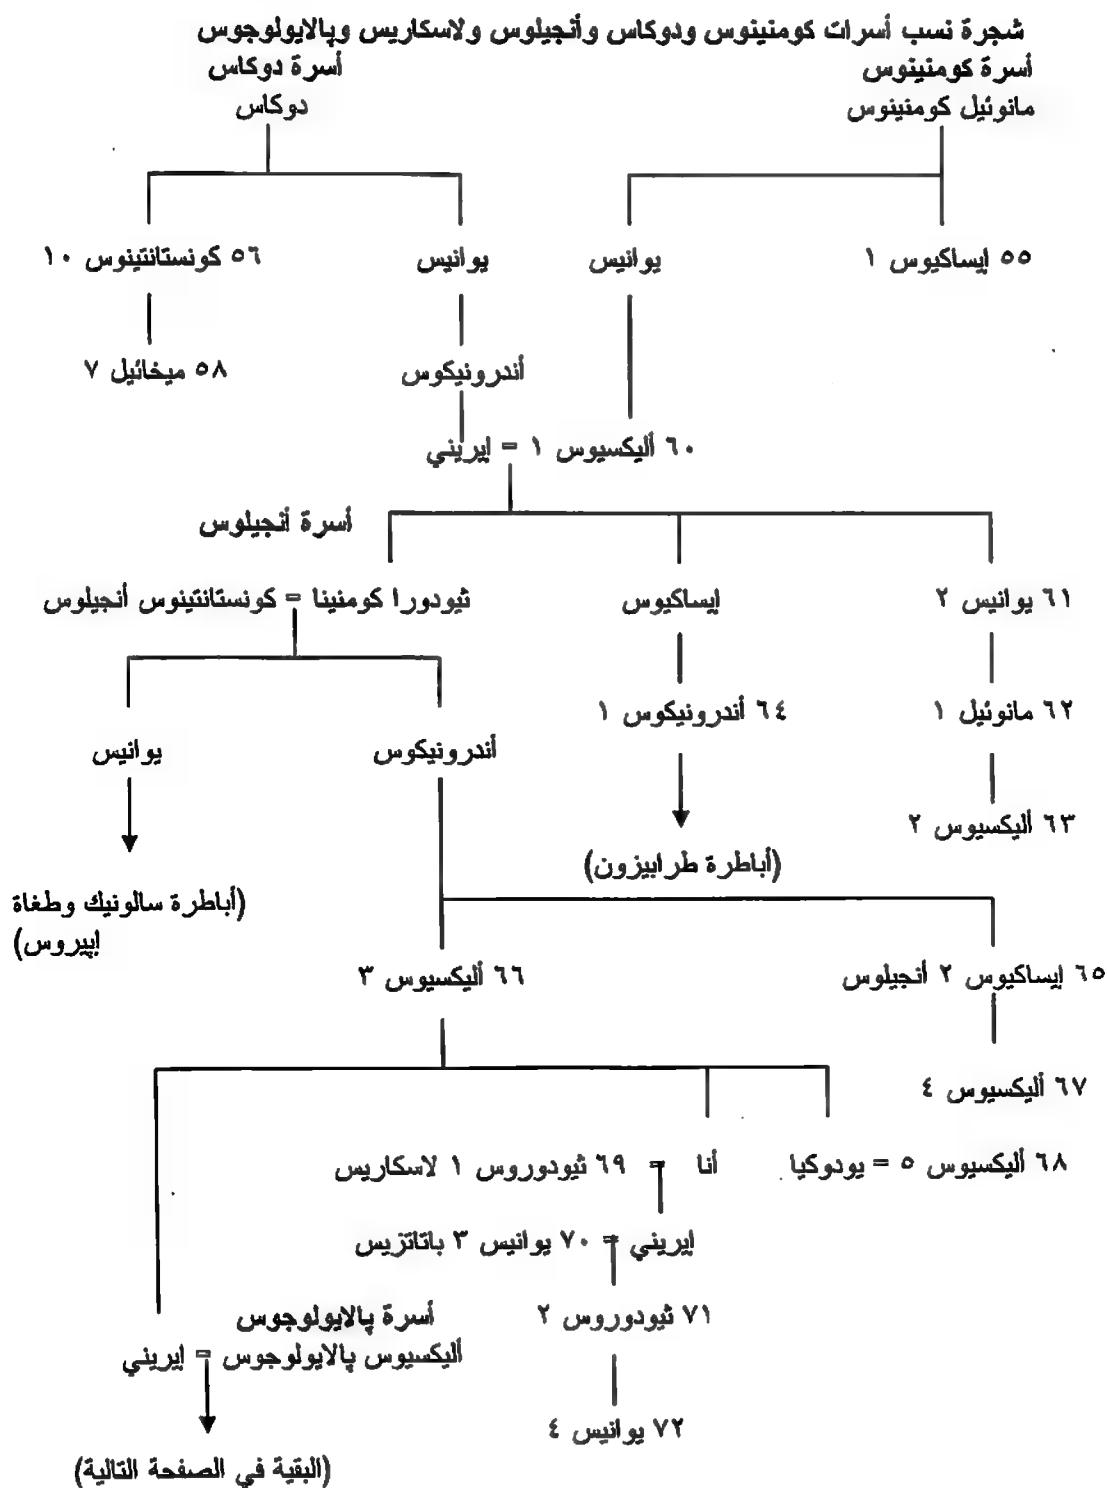 شجرة نسب أسرات كومنينوس ودوكاس وأنجيلوس ولاسكاريس وپالايولوجوس
أسرة كومنينوس
أسرة دوكاس
مانوئيل كومنينوس
دوكاس
٥٥ إيساكيوس ١
يوانيس
يوانيس
٥٦ كونستانتينوس ١٠
أندرونيكوس
٥٨ ميخائيل ٧
٦٠ أليكسيوس ١ = إيريني
أسرة أنجيلوس
٦١ يوانيس ٢
إيساكيوس
ثيودورا كومنينا = كونستانتينوس أنجيلوس
٦٢ مانوئيل ١
٦٤ أندرونيكوس ١
أندرونيكوس
يوانيس
٦٣ أليكسيوس ٢
(أباطرة طرابيزون)
(أباطرة سالونيك وطغاة
إپيروس)
٦٥ إيساكيوس ٢ أنجيلوس
٦٦ أليكسيوس ٣
٦٧ أليكسيوس ٤
٦٨ أليكسيوس ٥ = يودوكيا
أنا = ٦٩ ثيودوروس ١ لاسكاريس
إيريني = ٧٠ يوانيس ٣ باتاتزيس
٧١ ثيودوروس ٢
أسرة پالايولوجوس
أليكسيوس پالايولوجوس = إيريني
٧٢ يوانيس ٤
(البقية في الصفحة التالية)